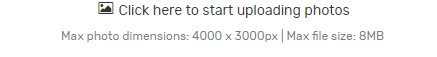 Click here to start uploading photos
Max photo dimensions: 4000 x 3000px | Max file size: 8MB